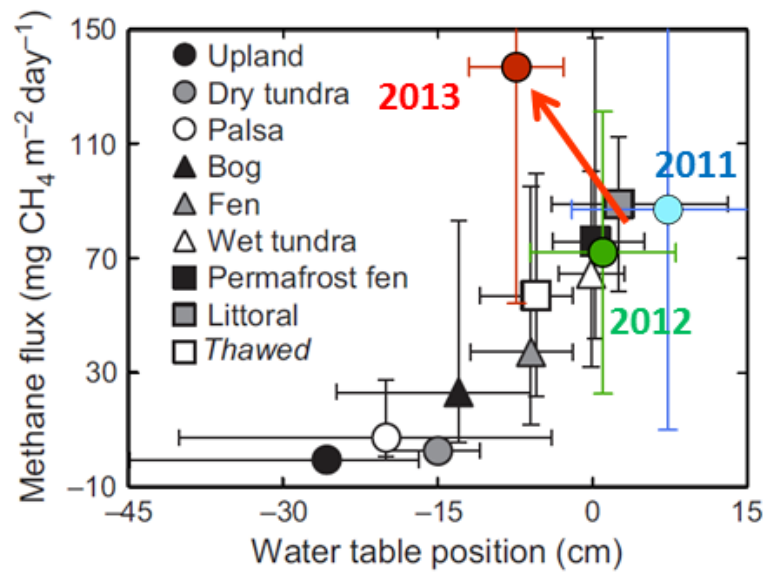 150
110
70
30
–10
Methane flux (mg CH₄ m⁻² day⁻¹)
Upland
Dry tundra
Palsa
Bog
Fen
Wet tundra
Permafrost fen
Littoral
Thawed
2013
2011
2012
–45
–30
–15
0
15
Water table position (cm)